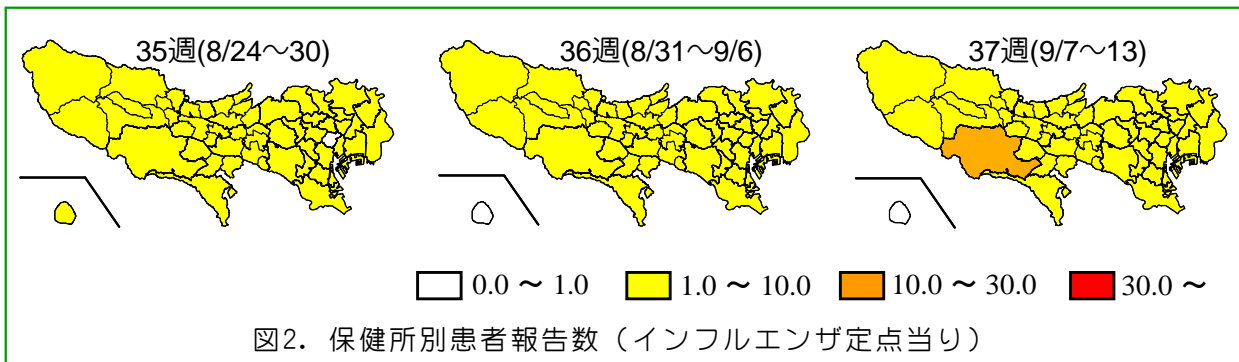 35週(8/24～30)
36週(8/31～9/6)
37週(9/7～13)
0.0 ～ 1.0
1.0 ～ 10.0
10.0 ～ 30.0
30.0 ～
図2. 保健所別患者報告数（インフルエンザ定点当り）